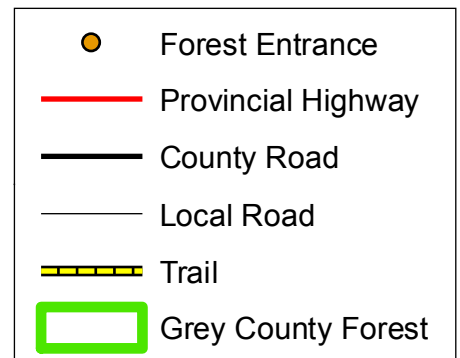 Forest Entrance
Provincial Highway
County Road
Local Road
Trail
Grey County Forest